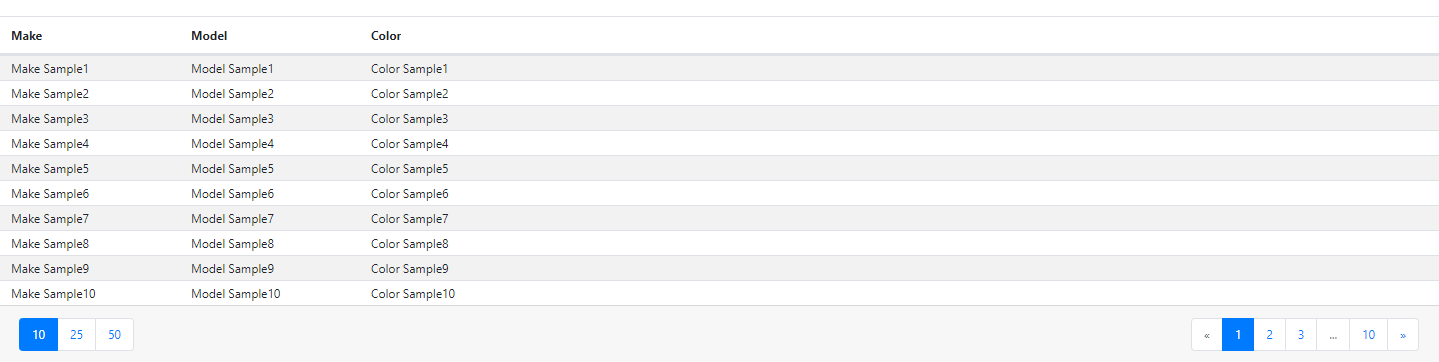 Make Model Color
Make Sample1 Model Sample1 Color Sample1
Make Sample2 Model Sample2 Color Sample2
Make Sample3 Model Sample3 Color Sample3
Make Sample4 Model Sample4 Color Sample4
Make Sample5 Model Sample5 Color Sample5
Make Sample6 Model Sample6 Color Sample6
Make Sample7 Model Sample7 Color Sample7
Make Sample8 Model Sample8 Color Sample8
Make Sample9 Model Sample9 Color Sample9
Make Sample10 Model Sample10 Color Sample10
10 25 50 « 1 2 3 ... 10 »